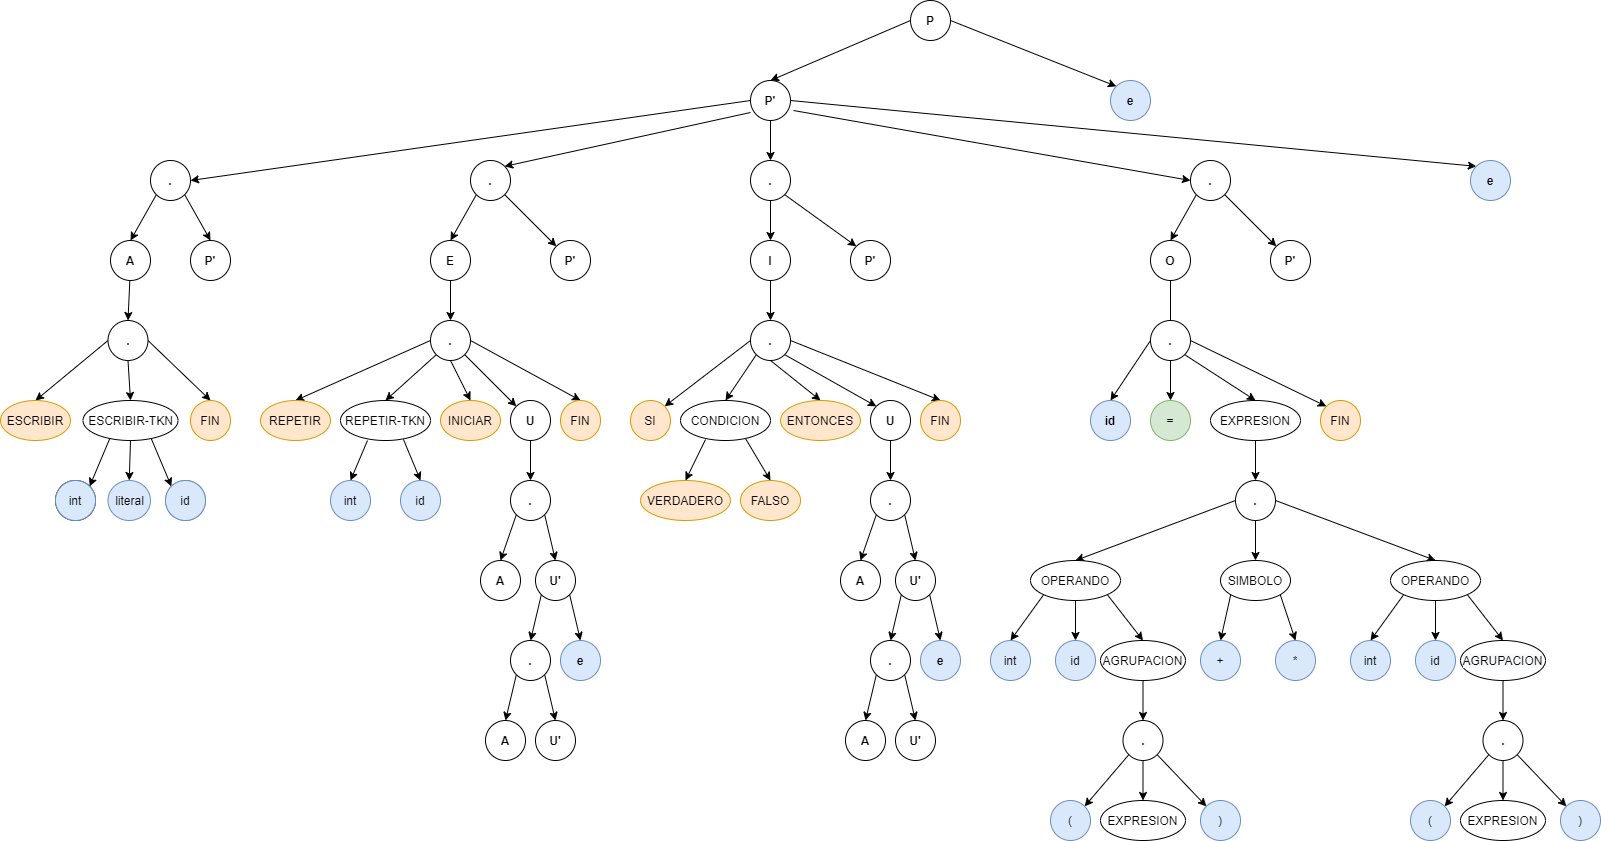 P
P'
e
.
.
.
.
e
A
P'
E
P'
I
P'
O
P'
.
.
.
.
ESCRIBIR
ESCRIBIR-TKN
FIN
REPETIR
REPETIR-TKN
INICIAR
U
FIN
SI
CONDICION
ENTONCES
U
FIN
id
=
EXPRESION
FIN
int
literal
id
int
id
.
VERDADERO
FALSO
.
.
A
U'
A
U'
OPERANDO
SIMBOLO
OPERANDO
.
e
.
e
int
id
AGRUPACION
+
*
int
id
AGRUPACION
A
U'
A
U'
.
.
(
EXPRESION
)
(
EXPRESION
)